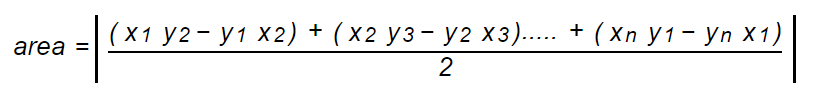 area = | ( x1 y2 − y1 x2) + ( x2 y3 − y2 x3)..... + ( xn y1 − yn x1) |
2